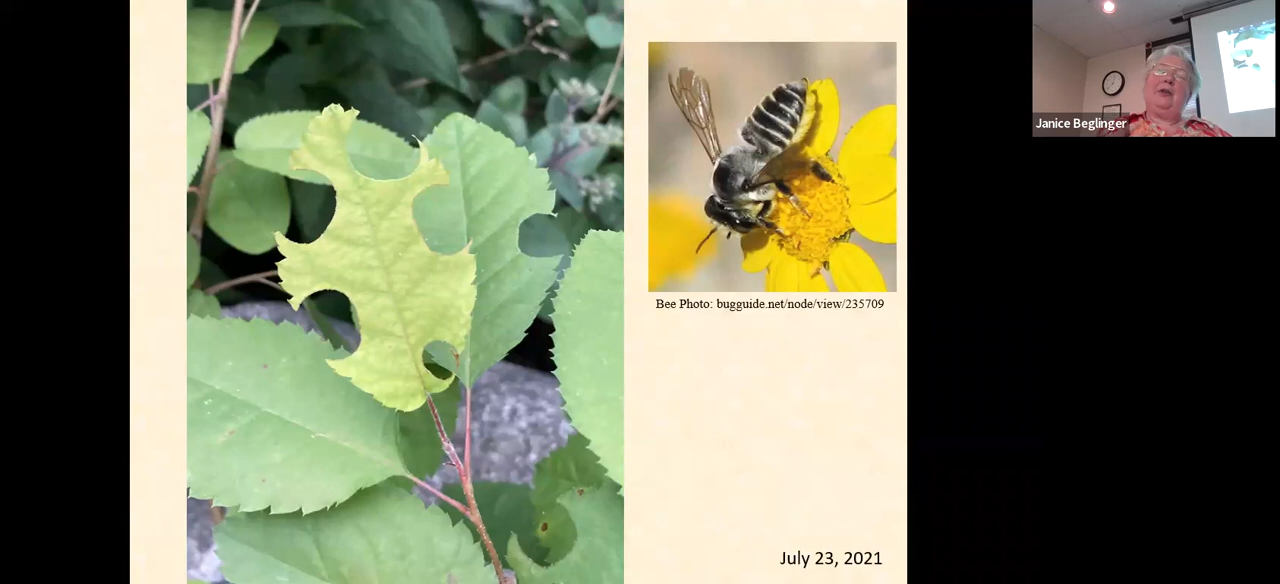 Janice Beglinger
Bee Photo: bugguide.net/node/view/235709
July 23, 2021